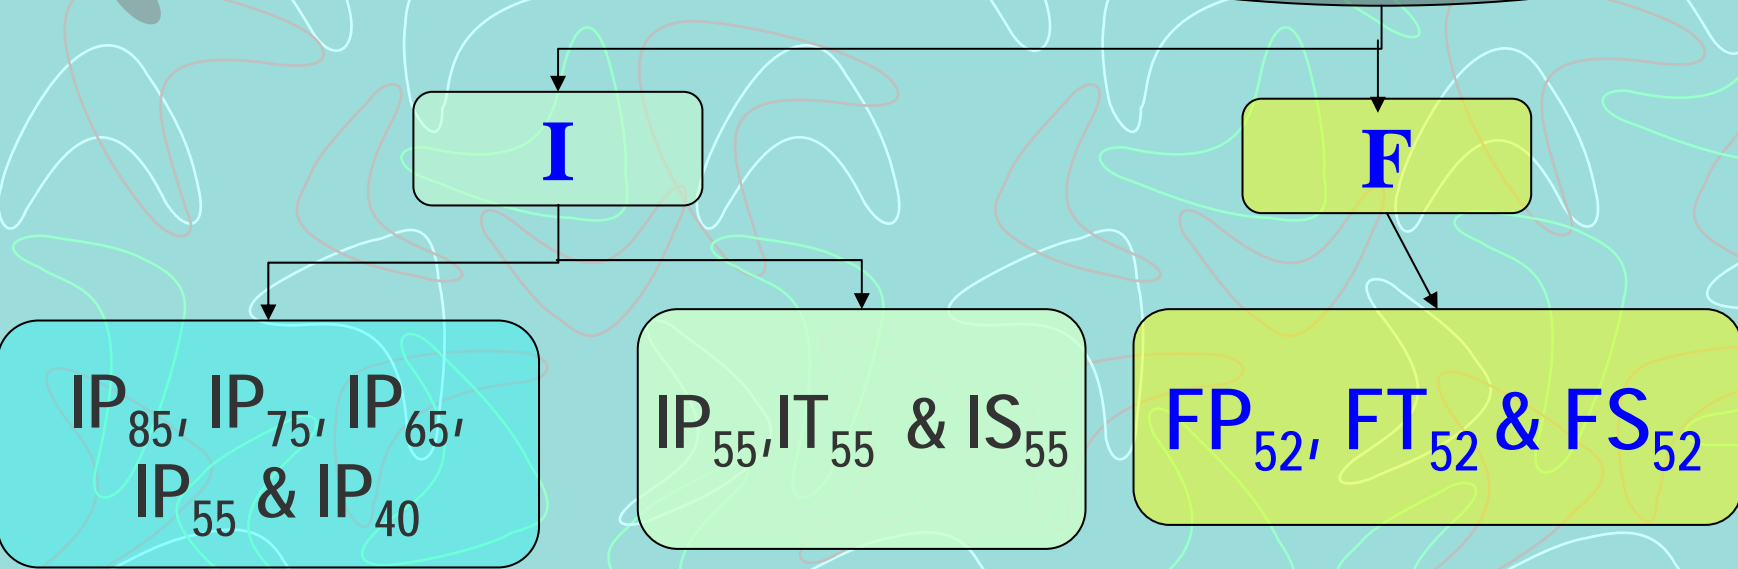 I
F
IP₈₅, IP₇₅, IP₆₅,
IP₅₅ & IP₄₀
IP₅₅,IT₅₅ & IS₅₅
FP₅₂, FT₅₂ & FS₅₂